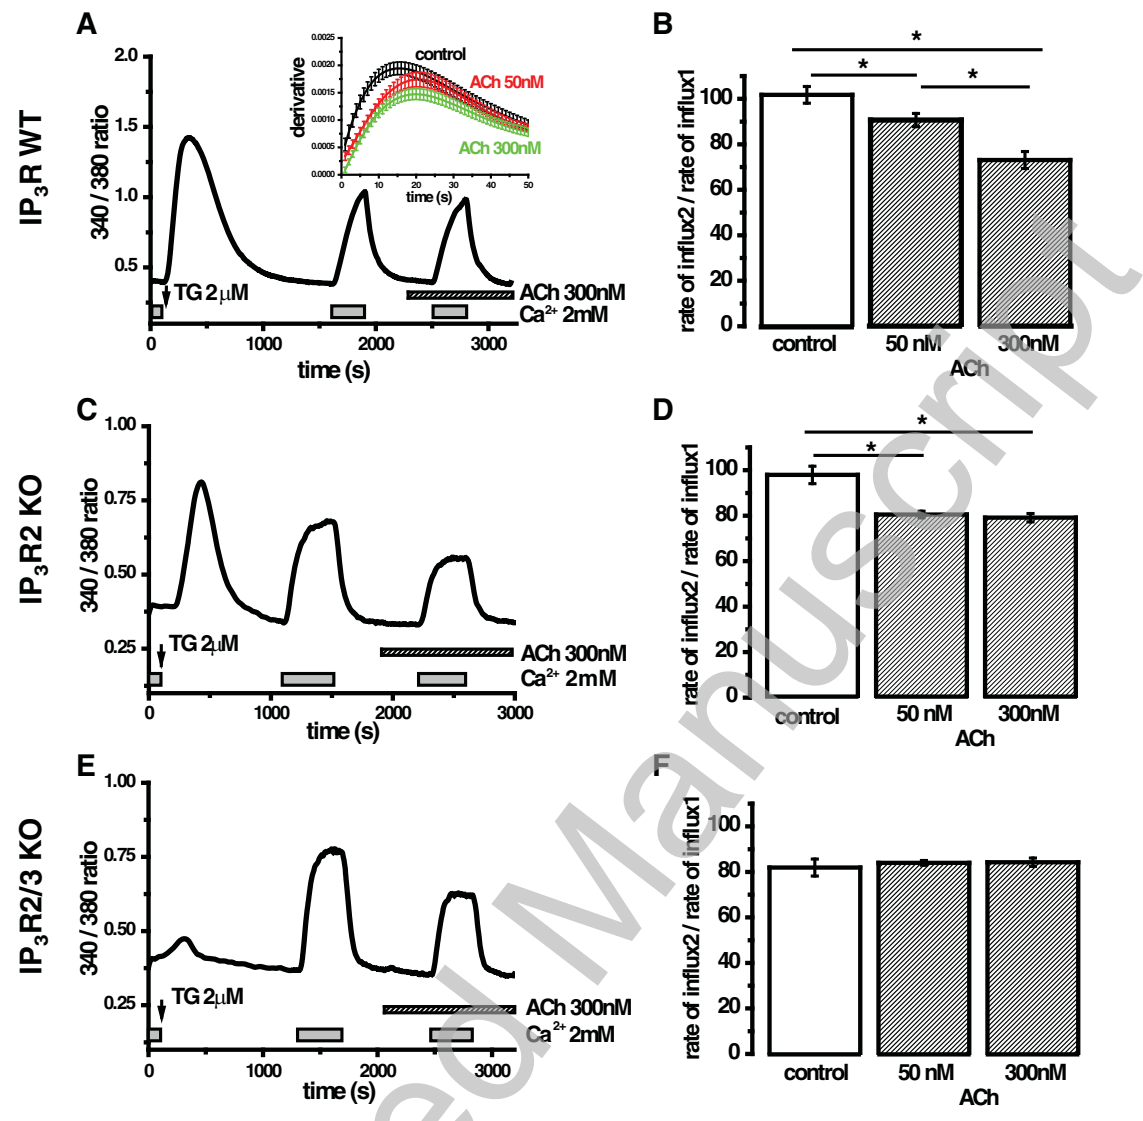 A
IP3R WT
340 / 380 ratio
2.0
1.5
1.0
0.5
0
1000
2000
3000
time (s)
TG 2μM
ACh 300nM
Ca2+ 2mM
derivative
0.0025
0.0020
0.0015
0.0010
0.0005
0.0000
0
10
20
30
40
50
time (s)
control
ACh 50nM
ACh 300nM
B
rate of influx2 / rate of influx1
100
80
60
40
20
0
*
*
*
control
50 nM
300nM
ACh
C
IP3R2 KO
340 / 380 ratio
1.00
0.75
0.50
0.25
0
1000
2000
3000
time (s)
TG 2μM
ACh 300nM
Ca2+ 2mM
D
rate of influx2 / rate of influx1
100
80
60
40
20
0
*
*
control
50 nM
300nM
ACh
E
IP3R2/3 KO
340 / 380 ratio
1.00
0.75
0.50
0.25
0
1000
2000
3000
time (s)
TG 2μM
ACh 300nM
Ca2+ 2mM
F
rate of influx2 / rate of influx1
100
80
60
40
20
0
control
50 nM
300nM
ACh
ed Manuscript